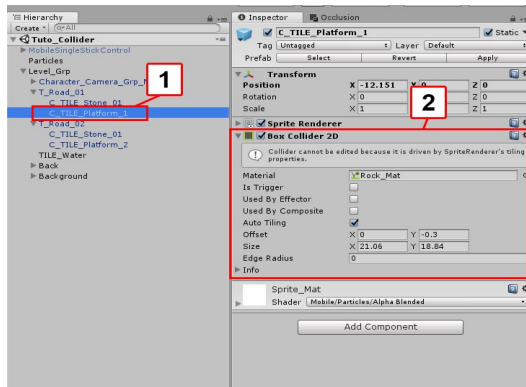 Hierarchy
Create
All
Tuto_Collider
MobileSingleStickControl
Particles
Level_Grp
Character_Camera_Grp_
T_Road_01
C_TILE_Stone_01
C_TILE_Platform_1
T_Road_02
C_TILE_Stone_01
C_TILE_Platform_2
TILE_Water
Back
Background
1
Inspector Occlusion
C_TILE_Platform_1 Static
Tag Untagged Layer Default
Prefab Select Revert Apply
Transform
Position X -12.151 Y 0 Z 0
Rotation X 0 Z 0
Scale X 1 Z 1
2
Sprite Renderer
Box Collider 2D
Collider cannot be edited because it is driven by SpriteRenderer's tiling
properties.
Material Rock_Mat
Is Trigger
Used By Effector
Used By Composite
Auto Tiling
Offset X 0 Y -0.3
Size X 21.06 Y 18.84
Edge Radius 0
Info
Sprite_Mat
Shader Mobile/Particles/Alpha Blended
Add Component